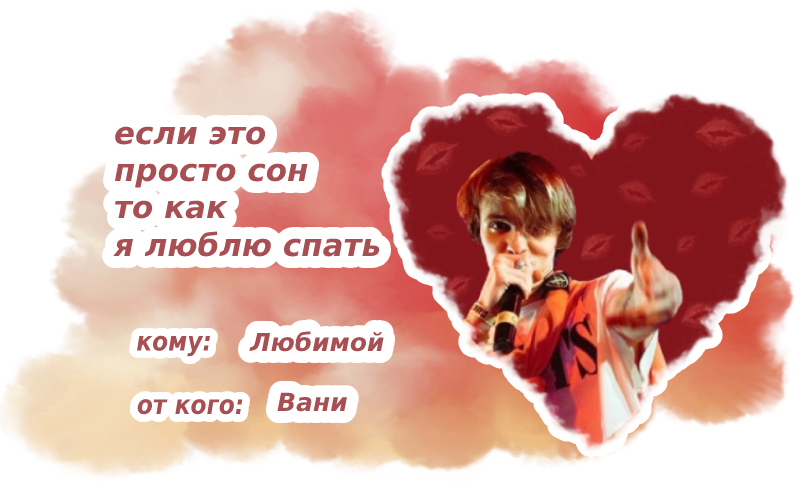 если это
просто сон
то как
я люблю спать
кому: Любимой
от кого: Вани